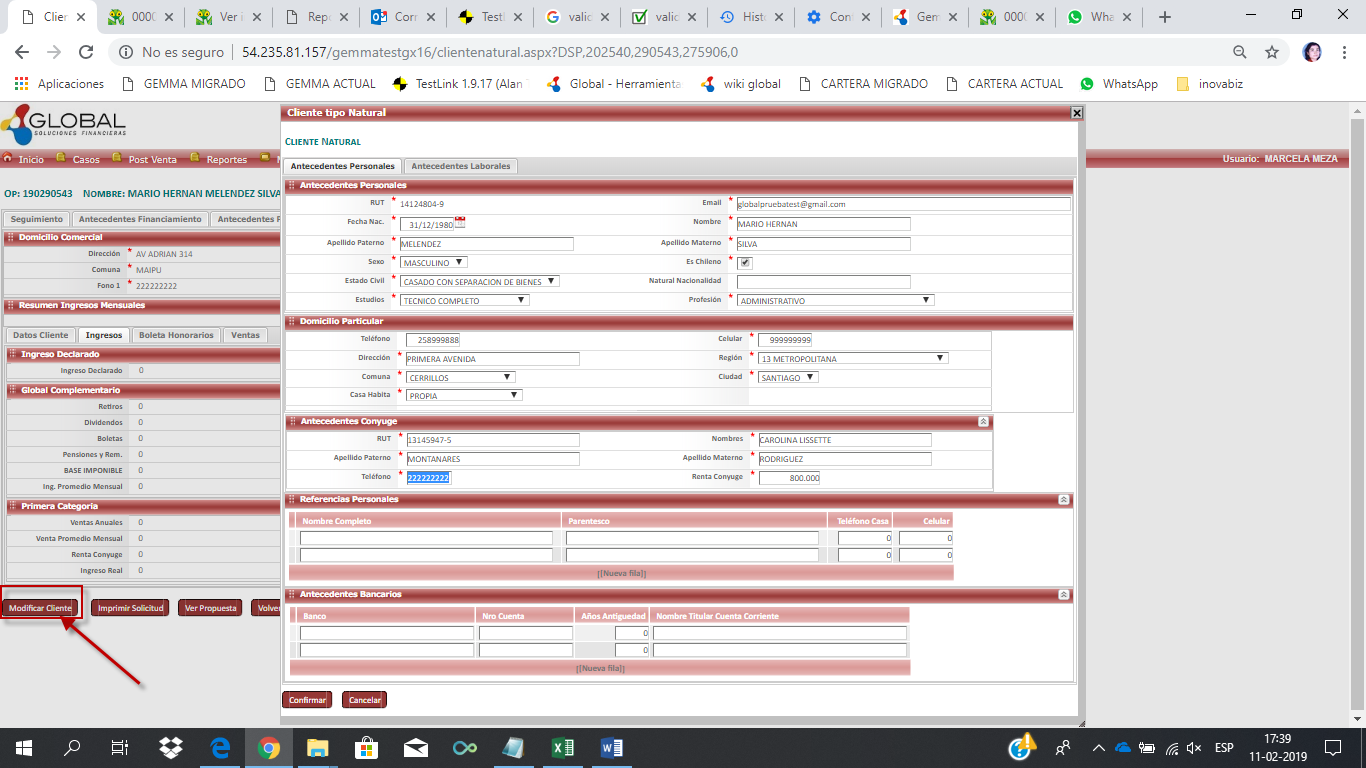 Clien
0000
Ver i
Repo
Corr
TestL
valid
valid
Hist
Con
Gem
0000
Wha
No es seguro | 54.235.81.157/gemmatestgx16/clientenatural.aspx?DSP,202540,290543,275906,0
Aplicaciones GEMMA MIGRADO GEMMA ACTUAL TestLink 1.9.17 (Alan Global - Herramienta wiki global CARTERA MIGRADO CARTERA ACTUAL WhatsApp inovabiz
GLOBAL
SOLUCIONES FINANCIERAS
Inicio Casos Post Venta Reportes
Usuario: MARCELA MEZA
OP: 190290543 NOMBRE: MARIO HERNAN MELENDEZ SILVA
Seguimiento Antecedentes Financiamiento Antecedentes P
Domicilio Comercial
Dirección * AV ADRIAN 314
Comuna * MAIPU
Fono 1 * 222222222
Resumen Ingresos Mensuales
Datos Cliente Ingresos Boleta Honorarios Ventas
Ingreso Declarado
Ingreso Declarado 0
Global Complementario
Retiros 0
Dividendos 0
Boletas 0
Pensiones y Rem. 0
BASE IMPONIBLE 0
Ing. Promedio Mensual 0
Primera Categoría
Ventas Anuales 0
Venta Promedio Mensual 0
Renta Conyuge 0
Ingreso Real 0
Modificar Cliente Imprimir Solicitud Ver Propuesta Volver
Cliente tipo Natural
CLIENTE NATURAL
Antecedentes Personales Antecedentes Laborales
Antecedentes Personales
RUT * 14124804-9 Email * globalpruebatest@gmail.com
Fecha Nac. * 31/12/1980 Nombre * MARIO HERNAN
Apellido Paterno * MELENDEZ Apellido Materno * SILVA
Sexo * MASCULINO Es Chileno *
Estado Civil * CASADO CON SEPARACION DE BIENES Natural Nacionalidad
Estudios * TECNICO COMPLETO Profesión * ADMINISTRATIVO
Domicilio Particular
Teléfono 258999888 Celular * 999999999
Dirección * PRIMERA AVENIDA Región * 13 METROPOLITANA
Comuna * CERRILLOS Ciudad * SANTIAGO
Casa Habita * PROPIA
Antecedentes Conyuge
RUT * 13145947-5 Nombres * CAROLINA LISSETTE
Apellido Paterno * MONTANARES Apellido Materno * RODRIGUEZ
Teléfono * 222222222 Renta Conyuge * 800.000
Referencias Personales
Nombre Completo Parentesco Teléfono Casa Celular
0 0
0 0
[[Nueva fila]]
Antecedentes Bancarios
Banco Nro Cuenta Años Antiguedad Nombre Titular Cuenta Corriente
0
0
[[Nueva fila]]
Confirmar Cancelar
ESP
17:39
11-02-2019